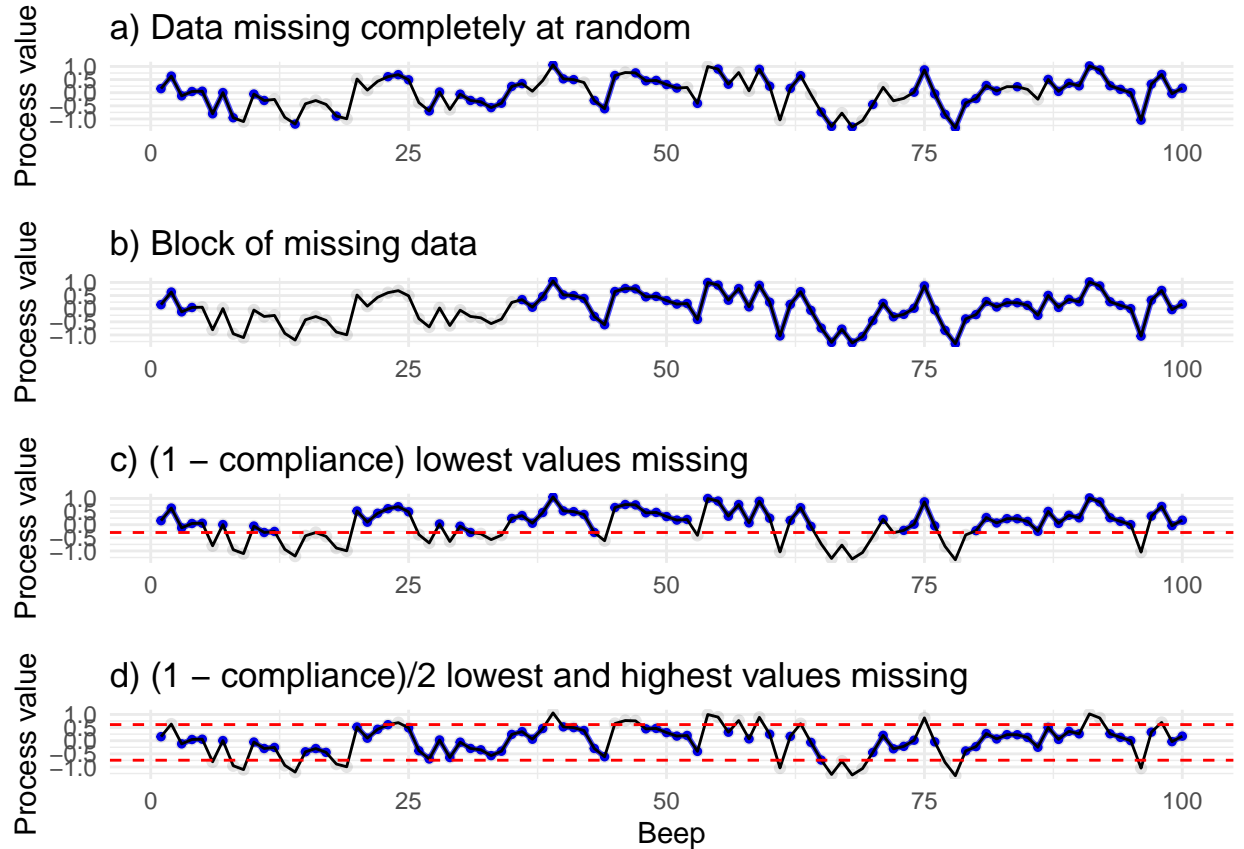 a) Data missing completely at random
Process value
1.0
0.5
0.0
−0.5
−1.0
0 25 50 75 100
b) Block of missing data
Process value
1.0
0.5
0.0
−0.5
−1.0
0 25 50 75 100
c) (1 − compliance) lowest values missing
Process value
1.0
0.5
0.0
−0.5
−1.0
0 25 50 75 100
d) (1 − compliance)/2 lowest and highest values missing
Process value
1.0
0.5
0.0
−0.5
−1.0
0 25 50 75 100
Beep